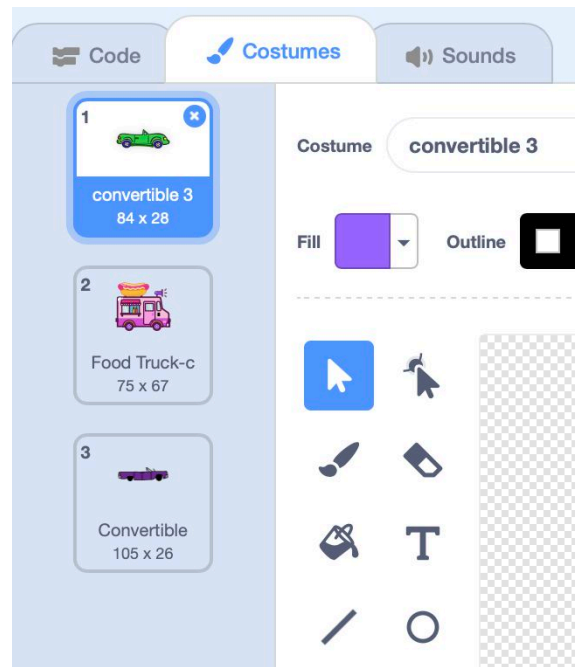 Code
Costumes
Sounds
1
convertible 3
84 x 28
2
Food Truck-c
75 x 67
3
Convertible
105 x 26
Costume
convertible 3
Fill
Outline
T